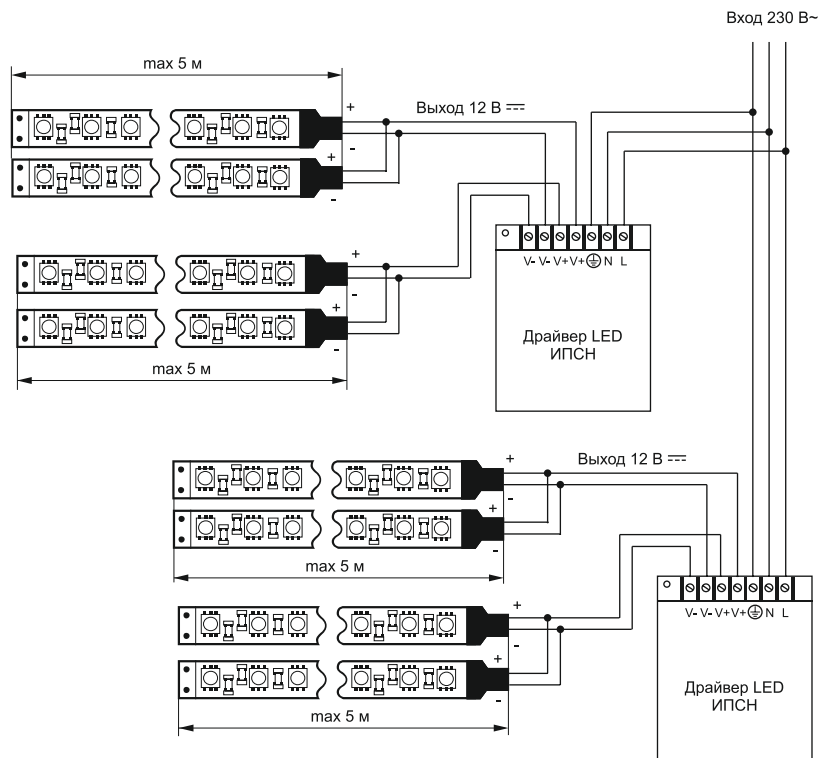 Вход 230 В~
max 5 м
+
Выход 12 В ⎓
-
+
-
+
-
V- V- V+ V+ ⏚ N L
+
-
Драйвер LED
ИПСН
max 5 м
+
Выход 12 В ⎓
-
+
-
max 5 м
V- V- V+ V+ ⏚ N L
+
-
+
-
Драйвер LED
ИПСН
max 5 м